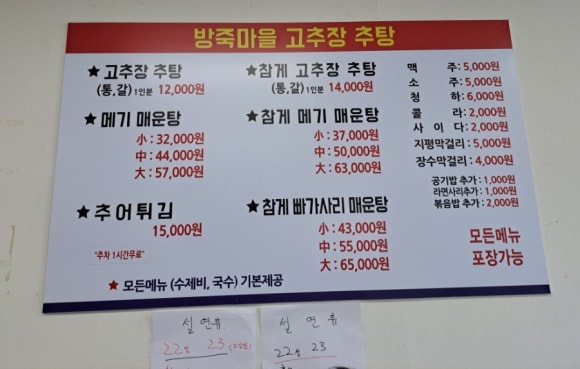 방죽마을 고추장 추탕
★ 고추장 추탕
(통,갈) 1인분 12,000원
★ 메기 매운탕
小 : 32,000원
中 : 44,000원
大 : 57,000원
★ 추어튀김
15,000원
"주차 1시간무료"
★ 참게 고추장 추탕
(통,갈) 1인분 14,000원
★ 참게 메기 매운탕
小 : 37,000원
中 : 50,000원
大 : 63,000원
★ 참게 빠가사리 매운탕
小 : 43,000원
中 : 55,000원
大 : 65,000원
맥 주 : 5,000원
소 주 : 5,000원
청 하 : 6,000원
콜 라 : 2,000원
사 이 다 : 2,000원
지평막걸리 : 5,000원
장수막걸리 : 4,000원
공기밥 추가 : 1,000원
라면사리추가 : 1,000원
볶음밥 추가 : 2,000원
모든메뉴
포장가능
★ 모든메뉴 (수제비, 국수) 기본제공
설 연휴
22일 23
설 연휴
22일 23